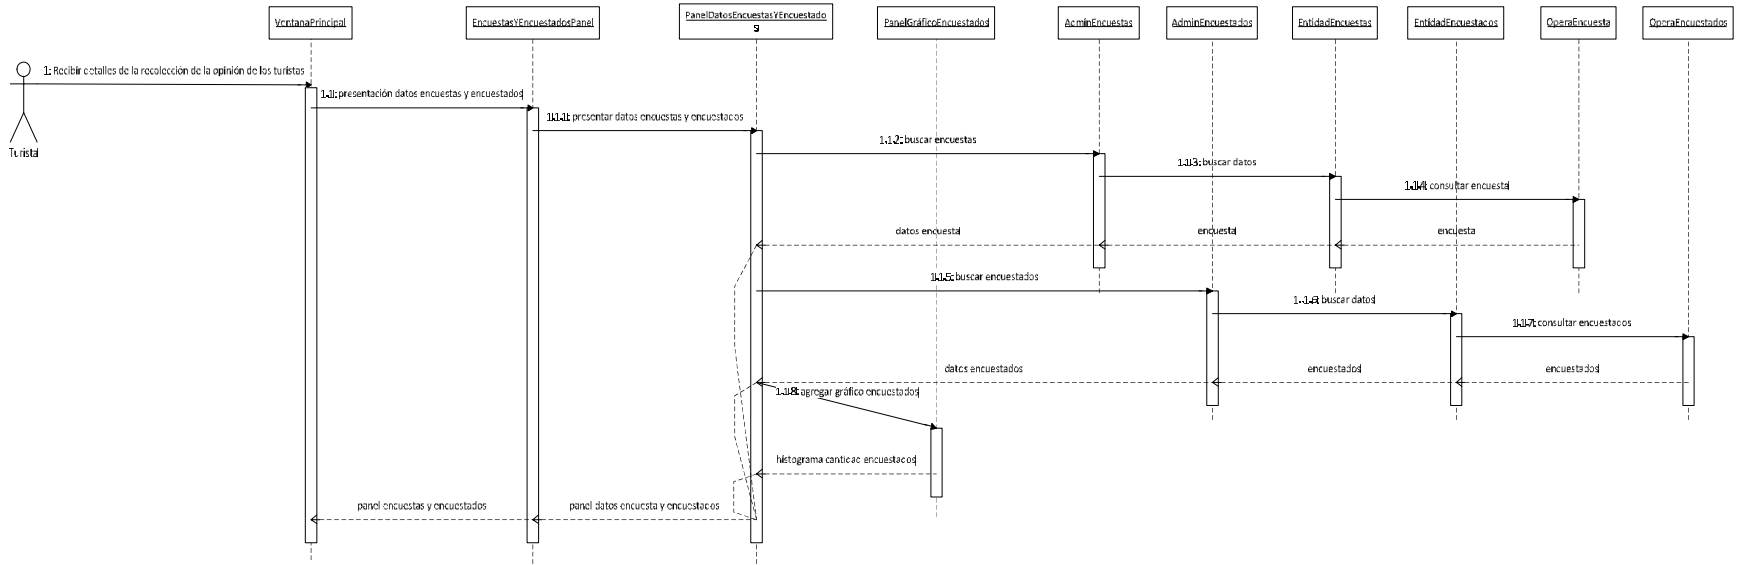 VentanaPrincipal
EncuestasYEncuestadosPanel
PanelDatosEncuestasYEncuestado
s
PanelGráficoEncuestados
AdminEncuestas
AdminEncuestados
EntidadEncuestas
EntidadEncuestados
OperaEncuesta
OperaEncuestados
1: Recibir detalles de la recolección de la opinión de los turistas
1.1: presentación datos encuestas y encuestados
1.1.1: presentar datos encuestas y encuestados
1.1.2: buscar encuestas
Turista
1.1.3: buscar datos
1.1.4: consultar encuesta
datos encuesta
encuesta
encuesta
1.1.5: buscar encuestados
1.1.6: buscar datos
1.1.7: consultar encuestados
datos encuestados
encuestados
encuestados
1.1.8: agregar gráfico encuestados
histograma cantidad encuestados
panel encuestas y encuestados
panel datos encuesta y encuestados